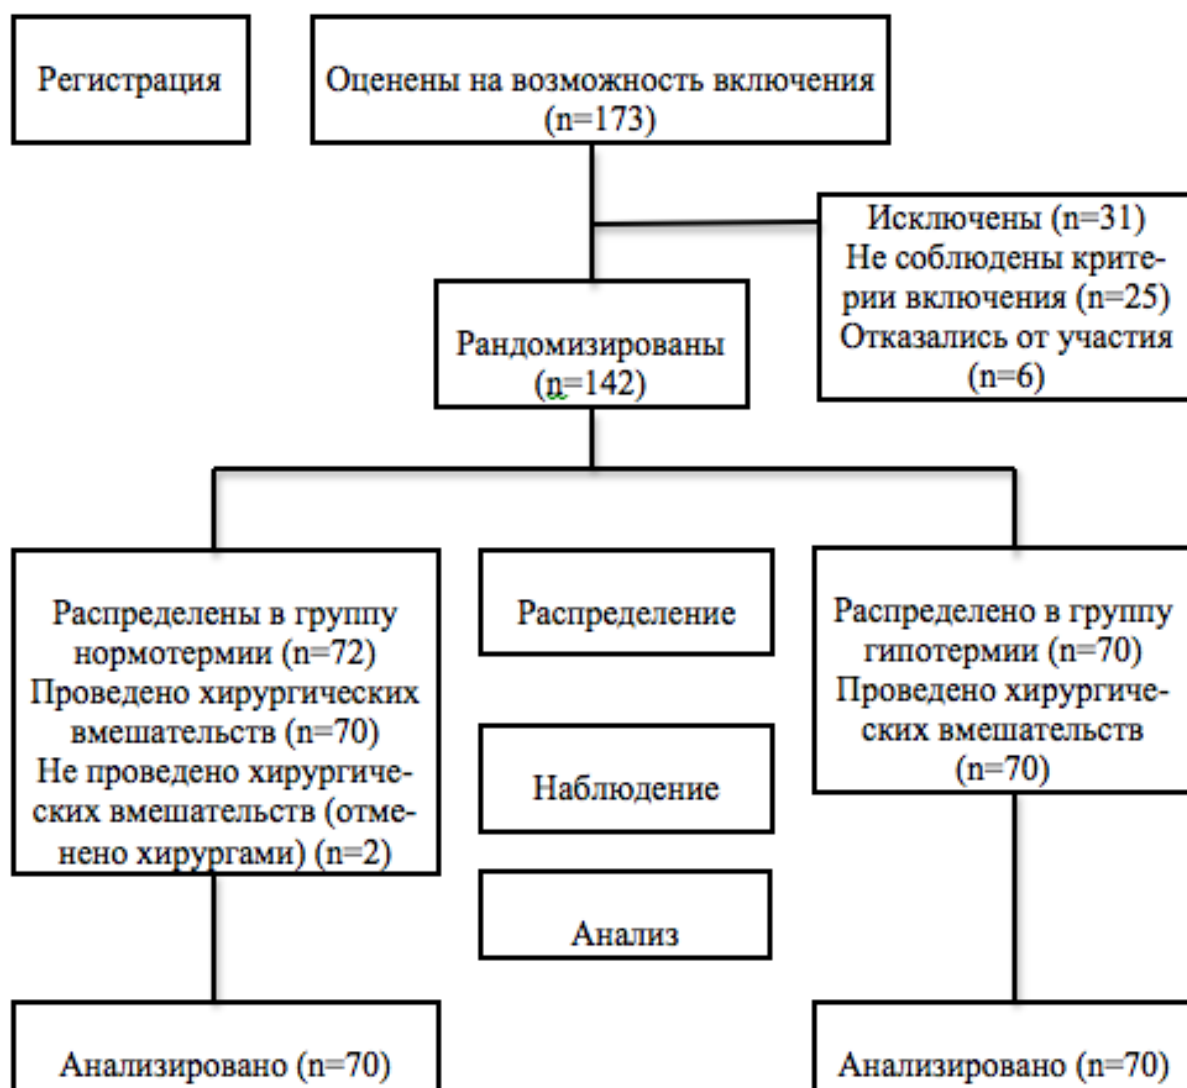 Регистрация
Оценены на возможность включения
(n=173)
Исключены (n=31)
Не соблюдены крите-
рии включения (n=25)
Отказались от участия
(n=6)
Рандомизированы
(n=142)
Распределены в группу
нормотермии (n=72)
Проведено хирургических
вмешательств (n=70)
Не проведено хирургиче-
ских вмешательств (отме-
нено хирургами) (n=2)
Распределение
Распределено в группу
гипотермии (n=70)
Проведено хирургиче-
ских вмешательств
(n=70)
Наблюдение
Анализ
Анализировано (n=70)
Анализировано (n=70)